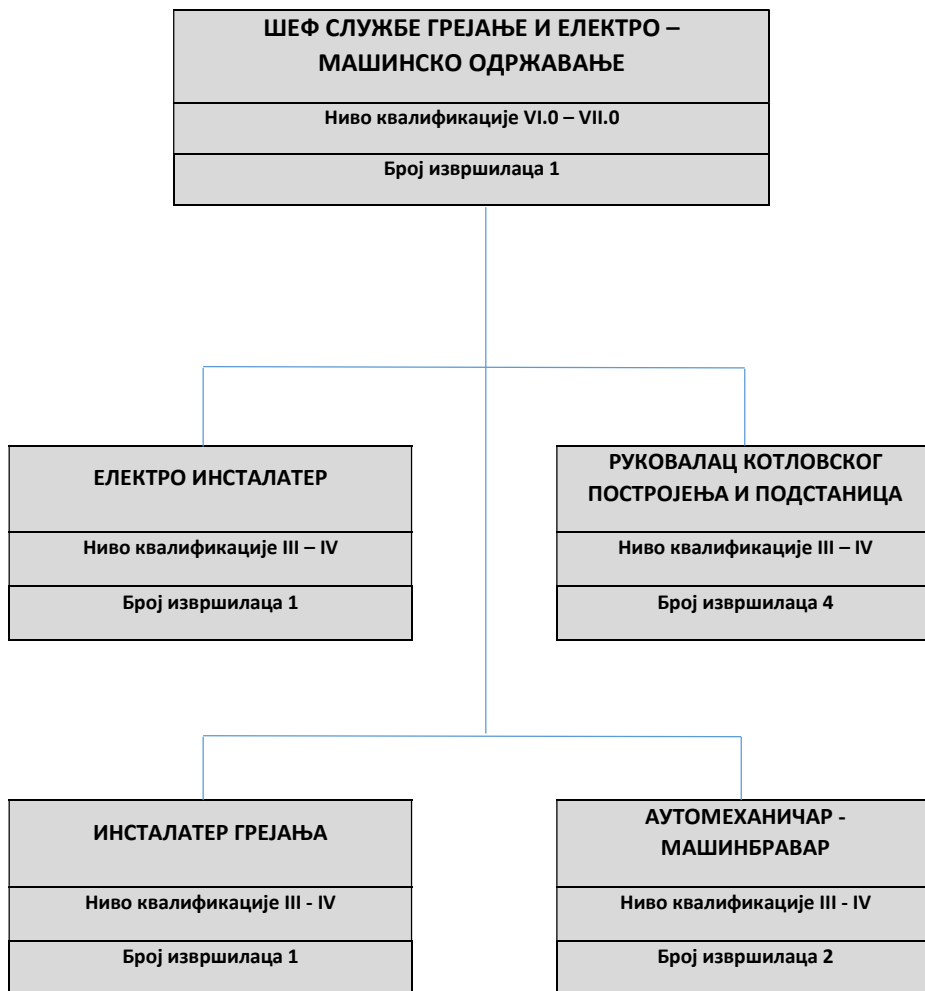 ШЕФ СЛУЖБЕ ГРЕЈАЊЕ И ЕЛЕКТРО –
МАШИНСКО ОДРЖАВАЊЕ
Ниво квалификације VI.0 – VII.0
Број извршилаца 1
ЕЛЕКТРО ИНСТАЛАТЕР
Ниво квалификације III – IV
Број извршилаца 1
РУКОВАЛАЦ КОТЛОВСКОГ
ПОСТРОЈЕЊА И ПОДСТАНИЦА
Ниво квалификације III – IV
Број извршилаца 4
ИНСТАЛАТЕР ГРЕЈАЊА
Ниво квалификације III - IV
Број извршилаца 1
АУТОМЕХАНИЧАР -
МАШИНБРАВАР
Ниво квалификације III - IV
Број извршилаца 2